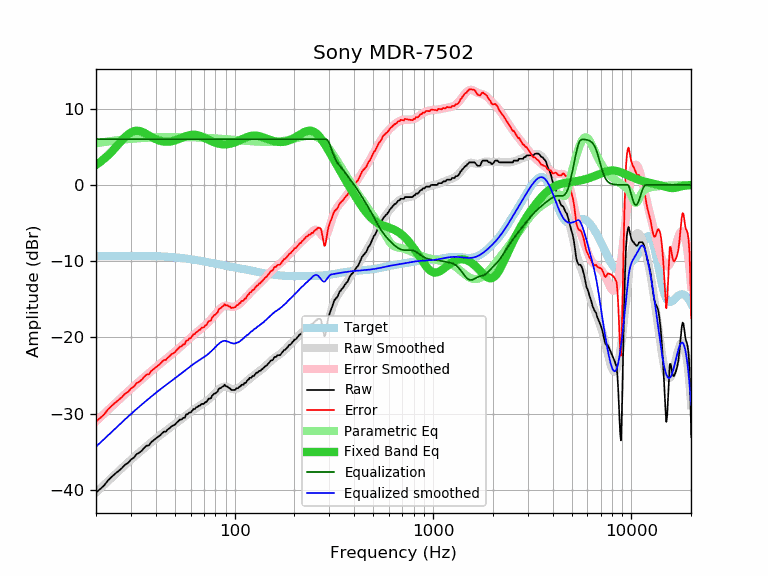 Sony MDR-7502
Amplitude (dBr)
10
0
−10
−20
−30
−40
Target
Raw Smoothed
Error Smoothed
Raw
Error
Parametric Eq
Fixed Band Eq
Equalization
Equalized smoothed
100
1000
10000
Frequency (Hz)